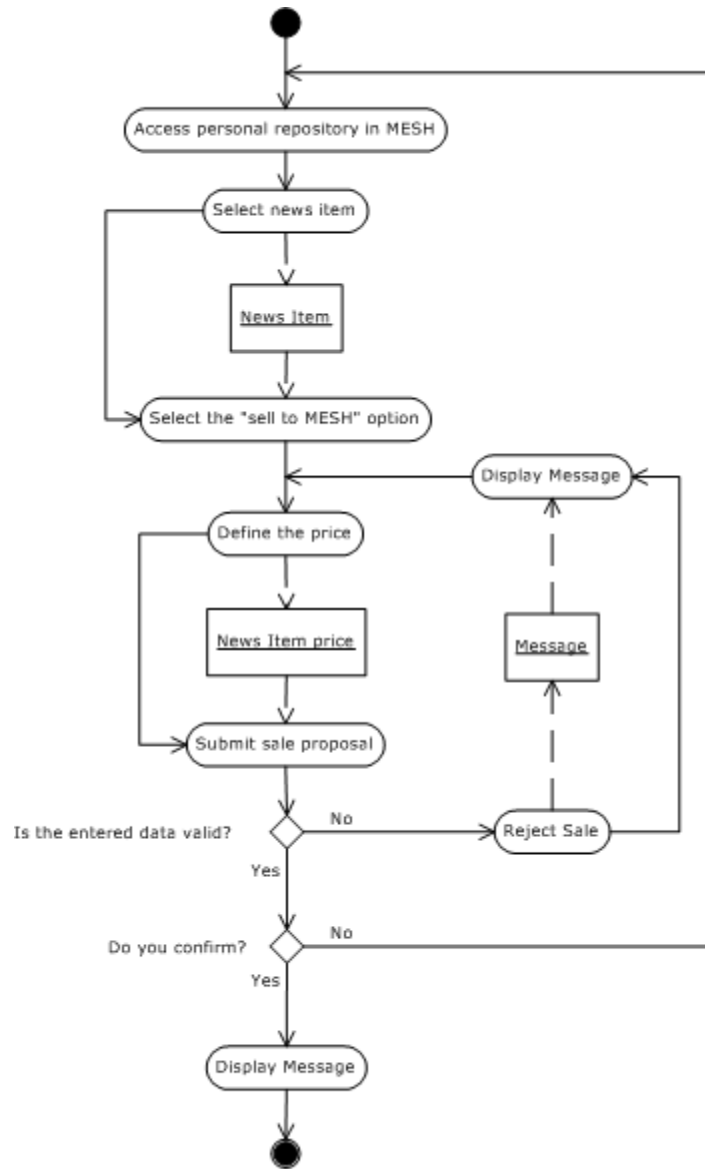 Access personal repository in MESH
Select news item
News Item
Select the "sell to MESH" option
Display Message
Define the price
News Item price
Message
Submit sale proposal
Is the entered data valid?
No
Reject Sale
Yes
Do you confirm?
No
Yes
Display Message